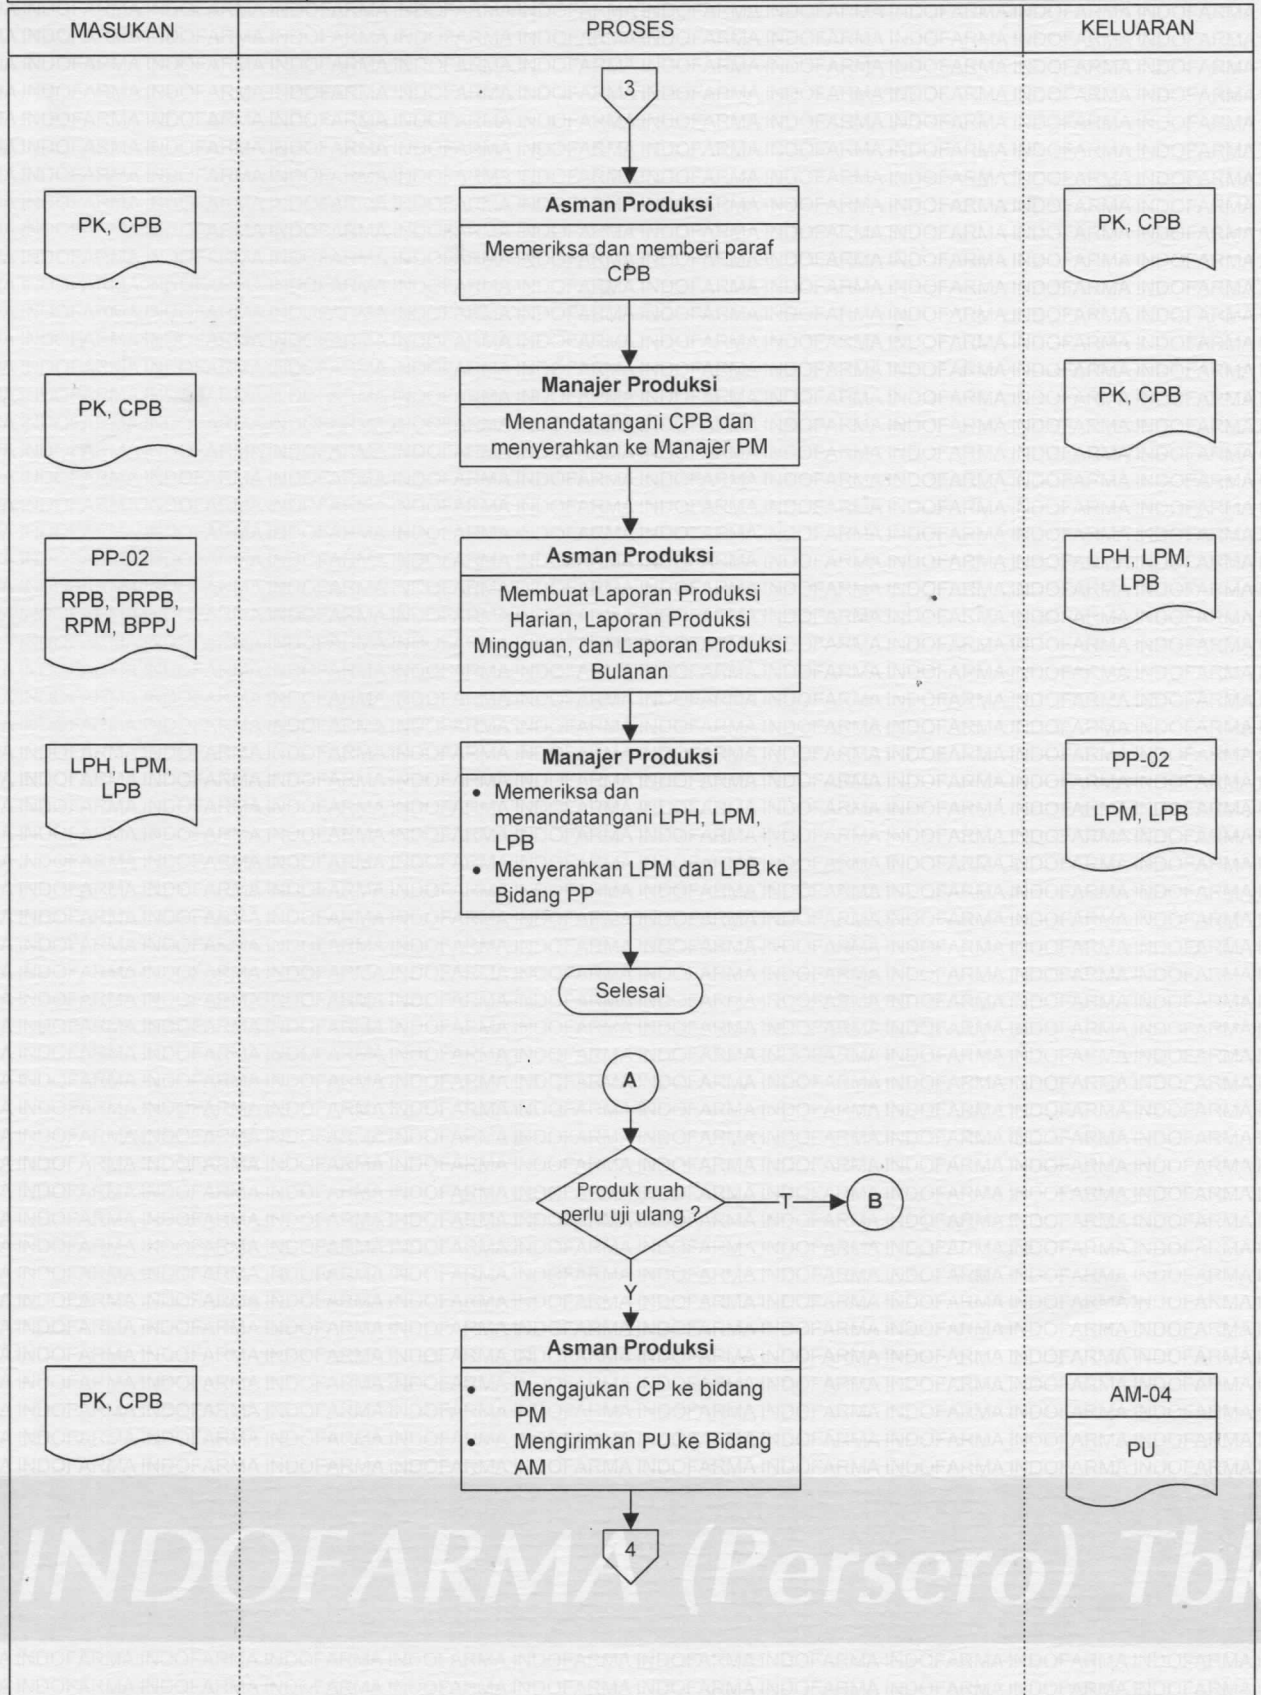 MASUKAN
PROSES
KELUARAN
3
PK, CPB
Asman Produksi
Memeriksa dan memberi paraf
CPB
PK, CPB
PK, CPB
Manajer Produksi
Menandatangani CPB dan
menyerahkan ke Manajer PM
PK, CPB
PP-02
RPB, PRPB,
RPM, BPPJ
Asman Produksi
Membuat Laporan Produksi
Harian, Laporan Produksi
Mingguan, dan Laporan Produksi
Bulanan
LPH, LPM,
LPB
LPH, LPM,
LPB
Manajer Produksi
• Memeriksa dan
menandatangani LPH, LPM,
LPB
• Menyerahkan LPM dan LPB ke
Bidang PP
PP-02
LPM, LPB
Selesai
A
Produk ruah
perlu uji ulang ?
T
B
Y
PK, CPB
Asman Produksi
• Mengajukan CP ke bidang
PM
• Mengirimkan PU ke Bidang
AM
AM-04
PU
4
INDOFARMA (Persero) Tbk